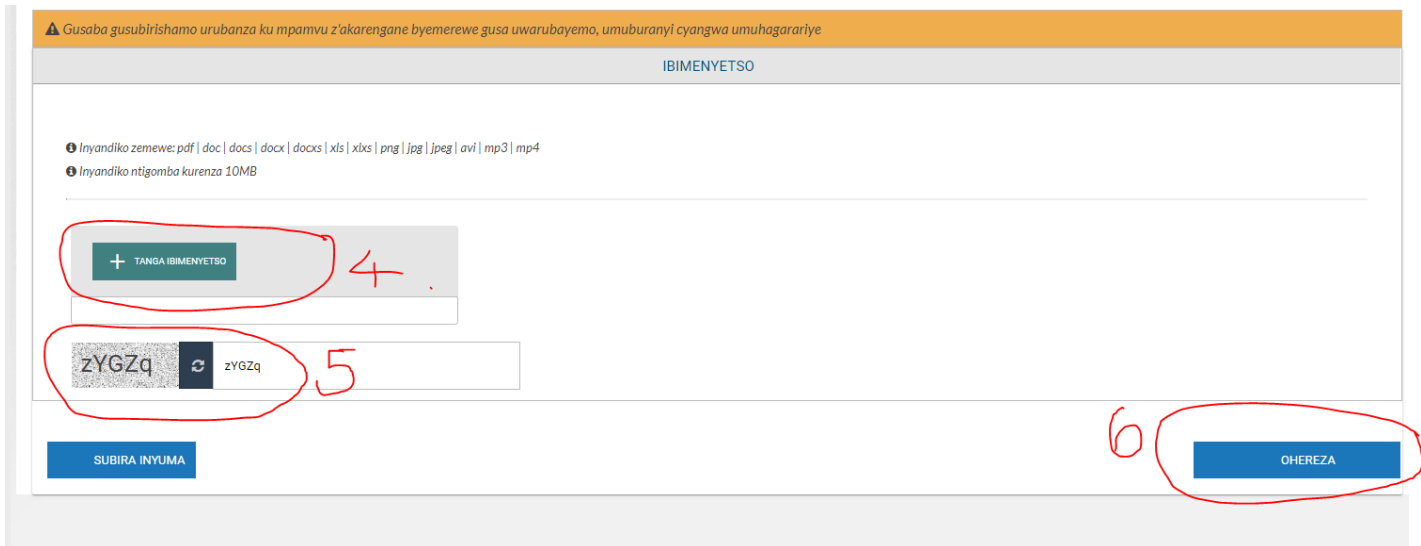 Gusaba gusubirishamo urubanza ku mpamvu z'akarengane byemerewe gusa uwarubayemo, umuburanyi cyangwa umuhagarariye
IBIMENYETSO
Inyandiko zemewe: pdf | doc | docs | docx | docxs | xls | xlxs | png | jpg | jpeg | avi | mp3 | mp4
Inyandiko ntigomba kurenza 10MB
+ TANGA IBIMENYETSO
4.
zYGZq zYGZq
5
6
SUBIRA INYUMA
OHEREZA